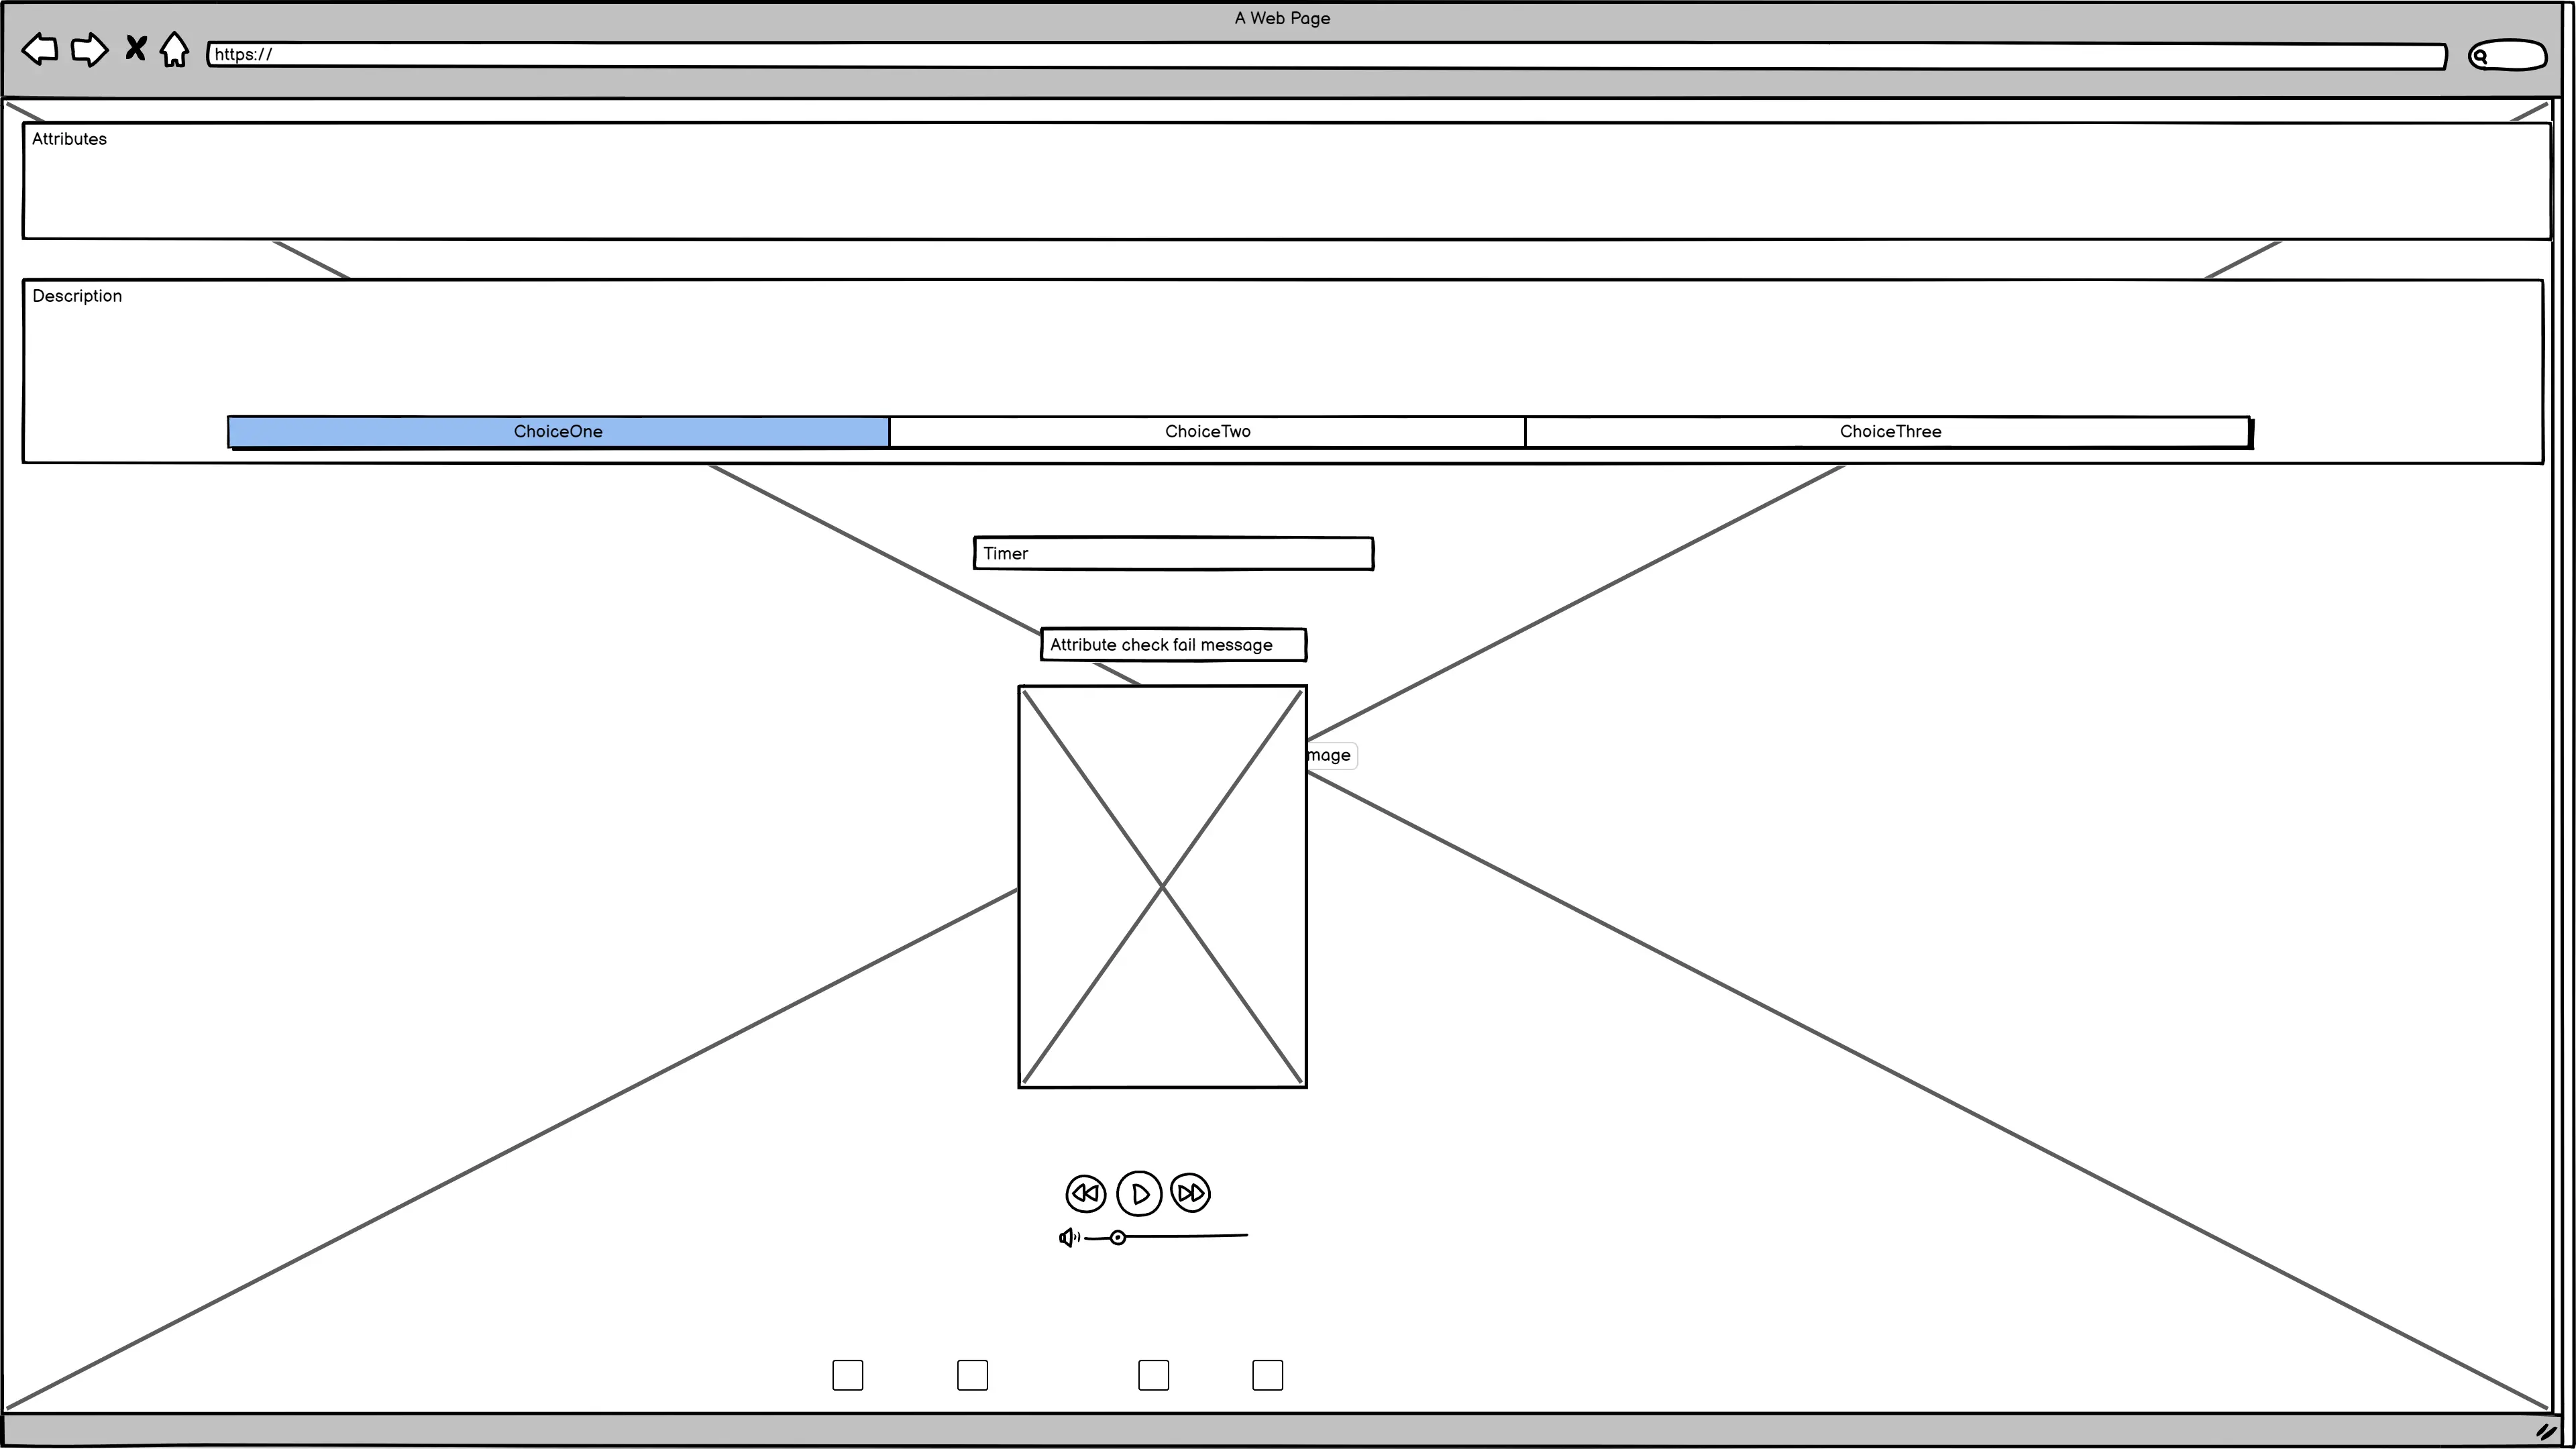 A Web Page
https://
Attributes
Description
ChoiceOne ChoiceTwo ChoiceThree
Timer
Attribute check fail message
mage